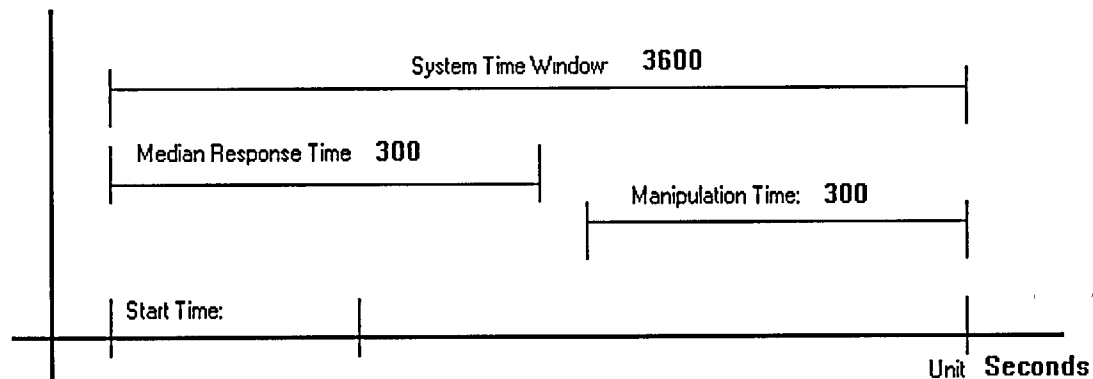 System Time Window 3600
Median Response Time 300
Manipulation Time: 300
Start Time:
Unit Seconds